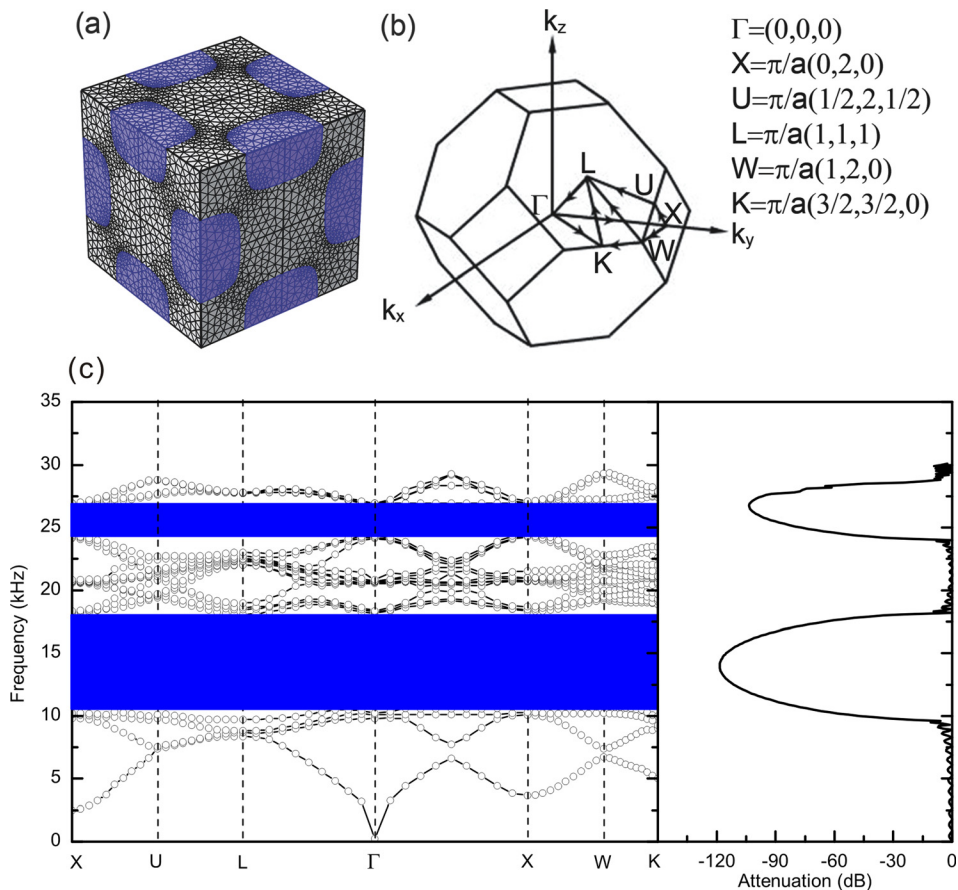 (a)
(b)
k_z
Γ=(0,0,0)
X=π/a(0,2,0)
U=π/a(1/2,2,1/2)
L=π/a(1,1,1)
W=π/a(1,2,0)
K=π/a(3/2,3/2,0)
L
U
Γ
X
k_y
W
K
k_x
(c)
35
30
25
20
15
10
5
0
Frequency (kHz)
X U L Γ X W K
-120 -90 -60 -30 0
Attenuation (dB)